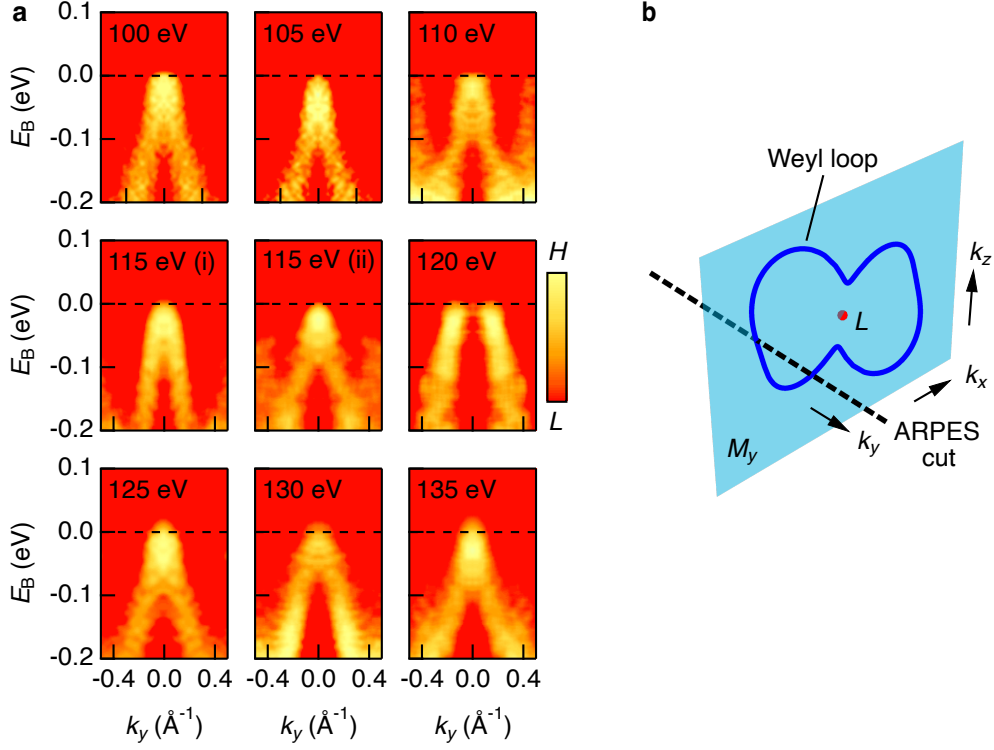 a
0.1
0.0
-0.1
-0.2
E_B (eV)
100 eV
105 eV
110 eV
0.1
0.0
-0.1
-0.2
E_B (eV)
115 eV (i)
115 eV (ii)
120 eV
H
L
0.1
0.0
-0.1
-0.2
E_B (eV)
125 eV
130 eV
135 eV
-0.4 0.0 0.4
-0.4 0.0 0.4
-0.4 0.0 0.4
k_y (Å⁻¹)
k_y (Å⁻¹)
k_y (Å⁻¹)
b
Weyl loop
k_z
L
k_x
k_y
ARPES
cut
M_y